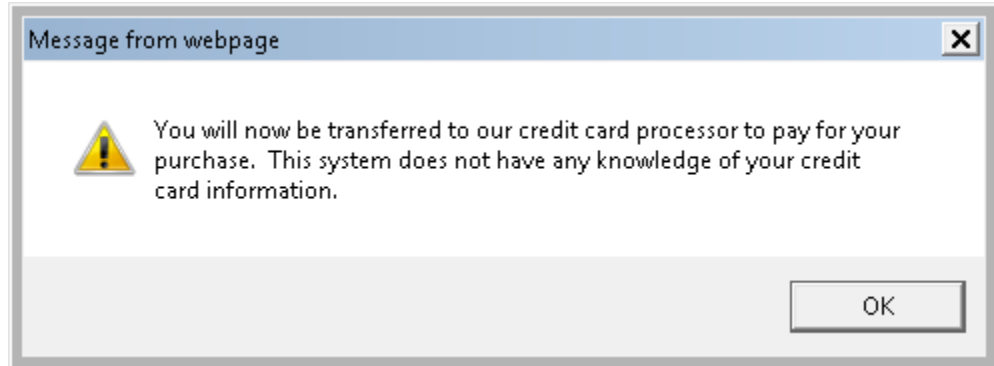 Message from webpage
You will now be transferred to our credit card processor to pay for your
purchase.  This system does not have any knowledge of your credit
card information.
OK